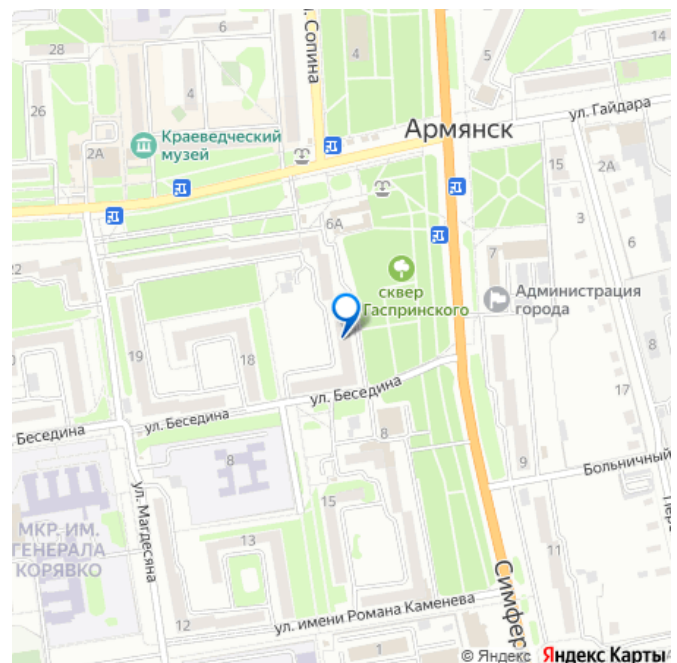 6
14
28
4
ул. Сопина
4
5
ул. Гайдара
26
Краеведческий
музей
Армянск
2А
15
2А
6А
3
6
22
7
сквер
Гаспринского
Администрация
города
8
19
18
17
ул. Беседина
ул. Беседина
Беседина
8
8
9
Больничный
15
ул. Магдесяна
МКР. ИМ.
ГЕНЕРАЛА
КОРЯВКО
13
11
Симфер
12
ул. имени Романа Каменева
1
© Яндекс Яндекс Карты